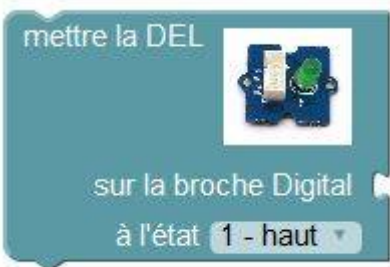 mettre la DEL
sur la broche Digital
à l'état 1 - haut